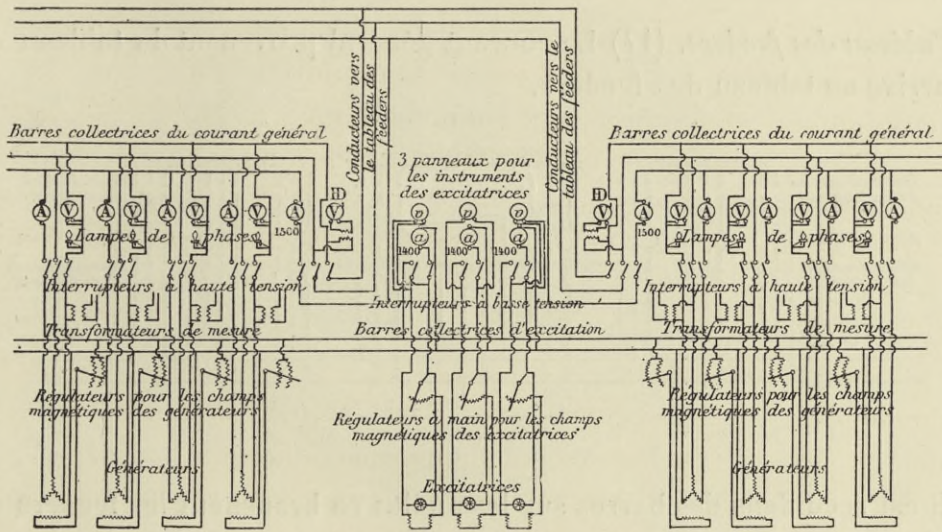 Conducteurs vers
le tableau des
feeders
Conducteurs vers le
tableau des feeders
Barres collectrices du courant général
3 panneaux pour
les instruments
des excitatrices
Barres collectrices du courant général
A V A V A V A V A
1500
D
V
v v v
a a a
1400 1400 1400
D
V
A V A V A V A V A
1500
Lampes de phases
Lampes de phases
Interrupteurs à haute tension
Interrupteurs à basse tension
Interrupteurs à haute tension
Transformateurs de mesure
Barres collectrices d'excitation
Transformateurs de mesure
Régulateurs pour les champs
magnétiques des générateurs
Régulateurs à main pour les champs
magnétiques des excitatrices
Régulateurs pour les champs
magnétiques des générateurs
Générateurs
Excitatrices
Générateurs